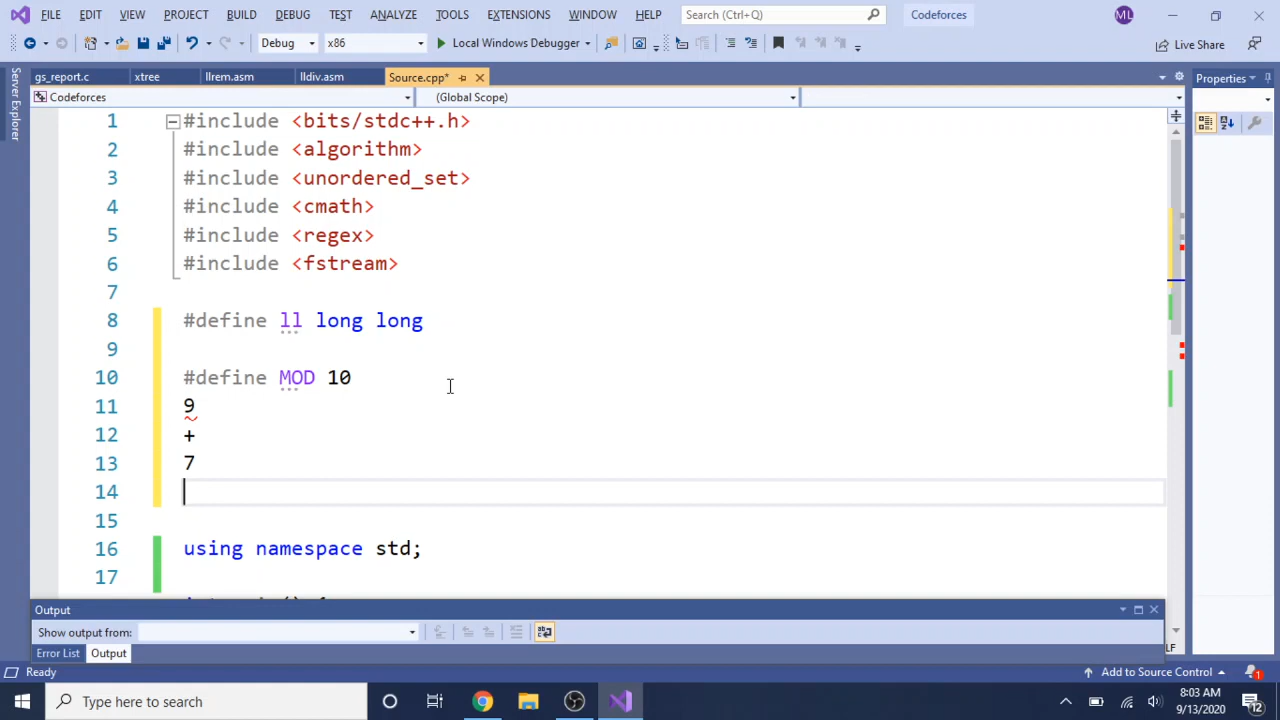 FILE EDIT VIEW PROJECT BUILD DEBUG TEST ANALYZE TOOLS EXTENSIONS WINDOW HELP Search (Ctrl+Q) Codeforces ML
Debug x86 Local Windows Debugger Live Share
Server Explorer
gs_report.c xtree llrem.asm lldiv.asm Source.cpp* Properties
Codeforces (Global Scope)
1 #include <bits/stdc++.h>
2 #include <algorithm>
3 #include <unordered_set>
4 #include <cmath>
5 #include <regex>
6 #include <fstream>
7
8 #define ll long long
9
10 #define MOD 10
11 9
12 +
13 7
14
15
16 using namespace std;
17
Output
Show output from:
LF
Error List Output
Ready Add to Source Control 1
Type here to search
8:03 AM
9/13/2020
12